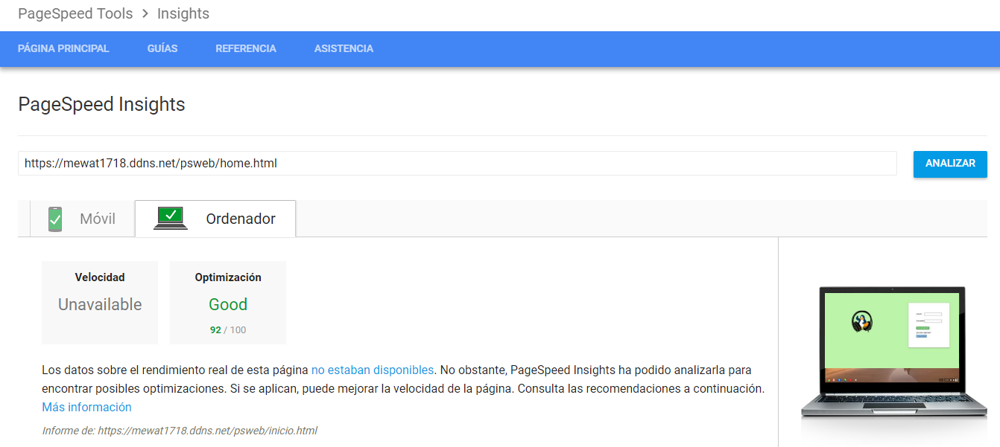 PageSpeed Tools > Insights
PÁGINA PRINCIPAL GUÍAS REFERENCIA ASISTENCIA
PageSpeed Insights
https://mewat1718.ddns.net/psweb/home.html
ANALIZAR
Móvil Ordenador
Velocidad
Unavailable
Optimización
Good
92 / 100
Los datos sobre el rendimiento real de esta página no estaban disponibles. No obstante, PageSpeed Insights ha podido analizarla para
encontrar posibles optimizaciones. Si se aplican, puede mejorar la velocidad de la página. Consulta las recomendaciones a continuación.
Más información
Informe de: https://mewat1718.ddns.net/psweb/inicio.html